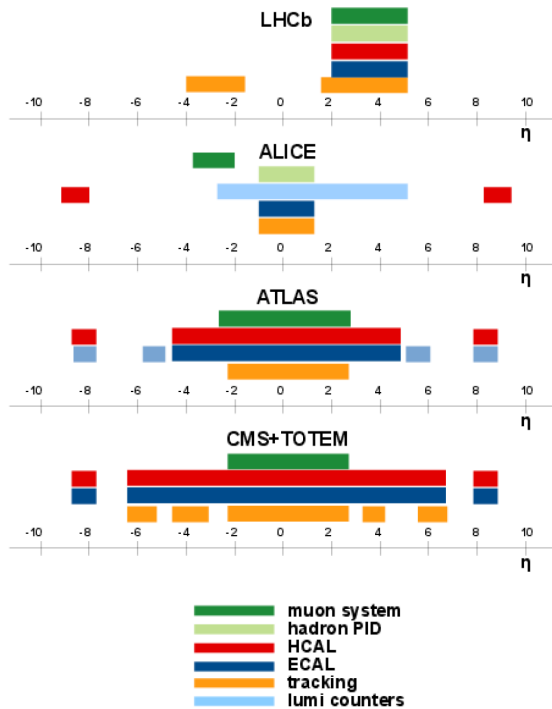 LHCb
-10 -8 -6 -4 -2 0 2 4 6 8 10
η
ALICE
-10 -8 -6 -4 -2 0 2 4 6 8 10
η
ATLAS
-10 -8 -6 -4 -2 0 2 4 6 8 10
η
CMS+TOTEM
-10 -8 -6 -4 -2 0 2 4 6 8 10
η
muon system
hadron PID
HCAL
ECAL
tracking
lumi counters